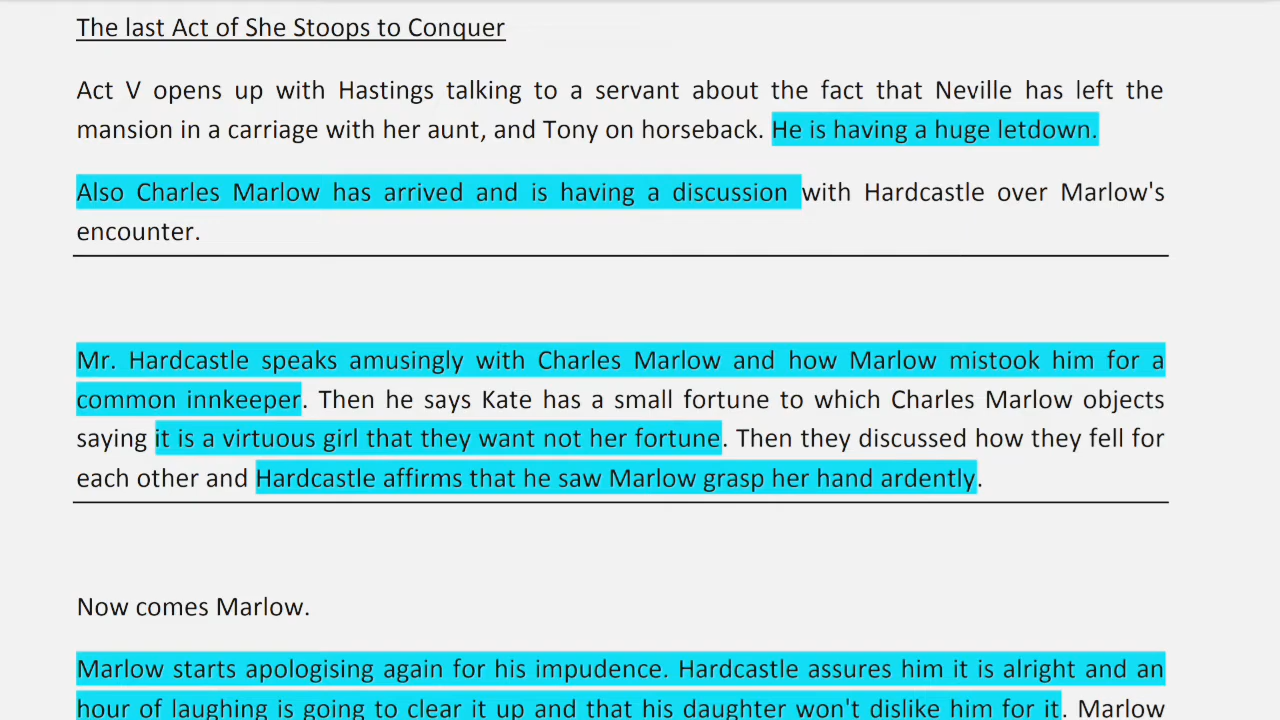 The last Act of She Stoops to Conquer
Act V opens up with Hastings talking to a servant about the fact that Neville has left the
mansion in a carriage with her aunt, and Tony on horseback. He is having a huge letdown.
Also Charles Marlow has arrived and is having a discussion with Hardcastle over Marlow's
encounter.
Mr. Hardcastle speaks amusingly with Charles Marlow and how Marlow mistook him for a
common innkeeper. Then he says Kate has a small fortune to which Charles Marlow objects
saying it is a virtuous girl that they want not her fortune. Then they discussed how they fell for
each other and Hardcastle affirms that he saw Marlow grasp her hand ardently.
Now comes Marlow.
Marlow starts apologising again for his impudence. Hardcastle assures him it is alright and an
hour of laughing is going to clear it up and that his daughter won't dislike him for it. Marlow